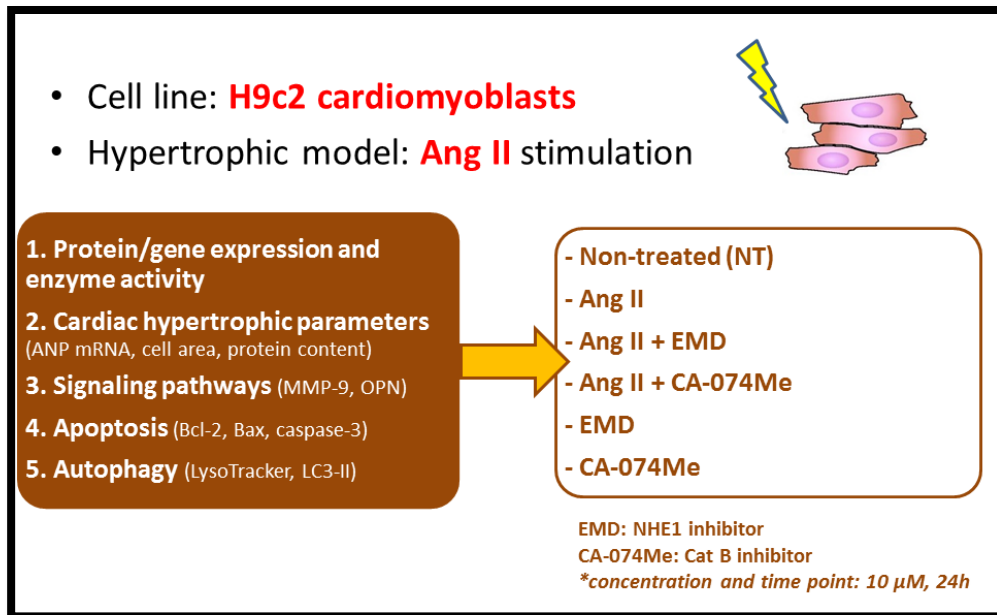 • Cell line: H9c2 cardiomyoblasts
• Hypertrophic model: Ang II stimulation
1. Protein/gene expression and
enzyme activity
2. Cardiac hypertrophic parameters
(ANP mRNA, cell area, protein content)
3. Signaling pathways (MMP-9, OPN)
4. Apoptosis (Bcl-2, Bax, caspase-3)
5. Autophagy (LysoTracker, LC3-II)
- Non-treated (NT)
- Ang II
- Ang II + EMD
- Ang II + CA-074Me
- EMD
- CA-074Me
EMD: NHE1 inhibitor
CA-074Me: Cat B inhibitor
*concentration and time point: 10 µM, 24h